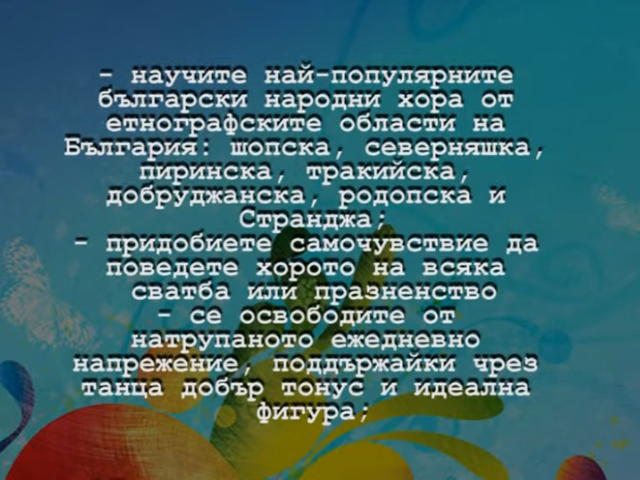 - научите най-популярните
български народни хора от
етнографските области на
България: шопска, северняшка,
пиринска, тракийска,
добруджанска, родопска и
Странджа;
- придобиете самочувствие да
поведете хорото на всяка
сватба или празненство
- се освободите от
натрупаното ежедневно
напрежение, поддържайки чрез
танца добър тонус и идеална
фигура;